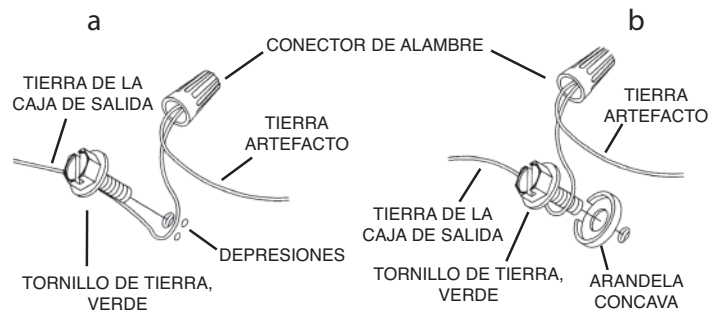 a
b
CONECTOR DE ALAMBRE
TIERRA DE LA
CAJA DE SALIDA
TIERRA
ARTEFACTO
DEPRESIONES
TORNILLO DE TIERRA,
VERDE
TIERRA
ARTEFACTO
TIERRA DE LA
CAJA DE SALIDA
TORNILLO DE TIERRA,
VERDE
ARANDELA
CONCAVA